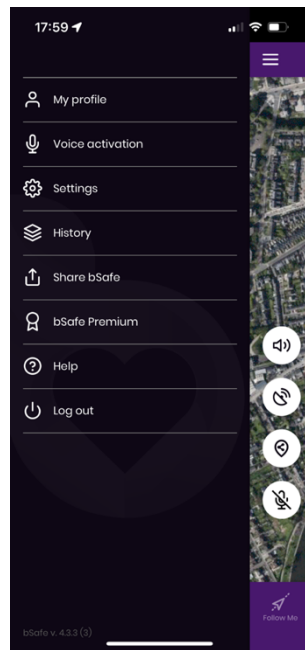 17:59
My profile
Voice activation
Settings
History
Share bSafe
bSafe Premium
Help
Log out
Follow Me
bSafe v. 4.3.3 (3)